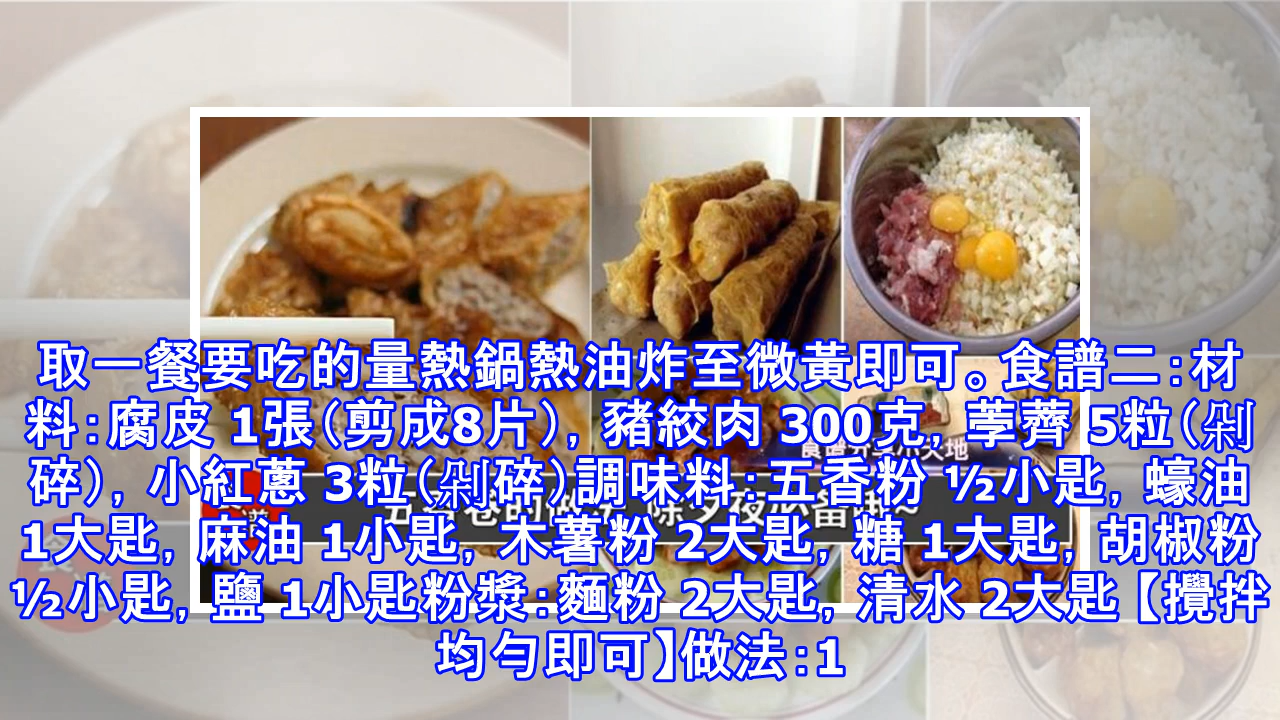 取一餐要吃的量熱鍋熱油炸至微黃即可。食譜二：材
料：腐皮 1張（剪成8片）, 豬絞肉 300克, 荸薺 5粒（剁
碎）, 小紅蔥 3粒（剁碎）調味料：五香粉 ½小匙, 蠔油
1大匙, 麻油 1小匙, 木薯粉 2大匙, 糖 1大匙, 胡椒粉
½小匙, 鹽 1小匙粉漿：麵粉 2大匙, 清水 2大匙【攪拌
均勻即可】做法：1